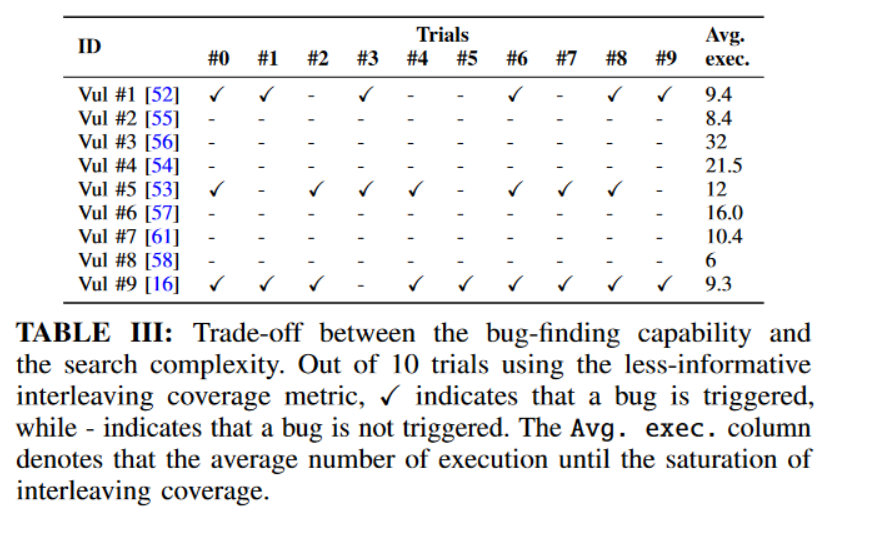 Trials Avg.
ID #0 #1 #2 #3 #4 #5 #6 #7 #8 #9 exec.
Vul #1 [52] ✓ ✓ - ✓ - - ✓ - ✓ ✓ 9.4
Vul #2 [55] - - - - - - - - - - 8.4
Vul #3 [56] - - - - - - - - - - 32
Vul #4 [54] - - - - - - - - - - 21.5
Vul #5 [53] ✓ - ✓ ✓ ✓ - ✓ ✓ ✓ - 12
Vul #6 [57] - - - - - - - - - - 16.0
Vul #7 [61] - - - - - - - - - - 10.4
Vul #8 [58] - - - - - - - - - - 6
Vul #9 [16] ✓ ✓ ✓ - ✓ ✓ ✓ ✓ ✓ ✓ 9.3
TABLE III: Trade-off between the bug-finding capability and
the search complexity. Out of 10 trials using the less-informative
interleaving coverage metric, ✓ indicates that a bug is triggered,
while - indicates that a bug is not triggered. The Avg. exec. column
denotes that the average number of execution until the saturation of
interleaving coverage.